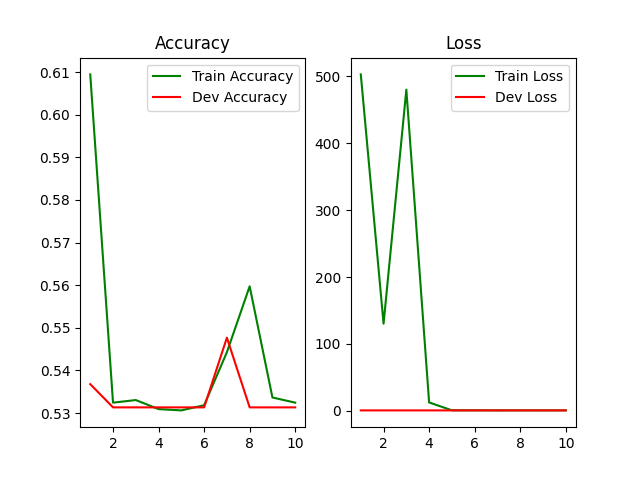 Accuracy
Train Accuracy
Dev Accuracy
0.61
0.60
0.59
0.58
0.57
0.56
0.55
0.54
0.53
2 4 6 8 10
Loss
Train Loss
Dev Loss
500
400
300
200
100
0
2 4 6 8 10